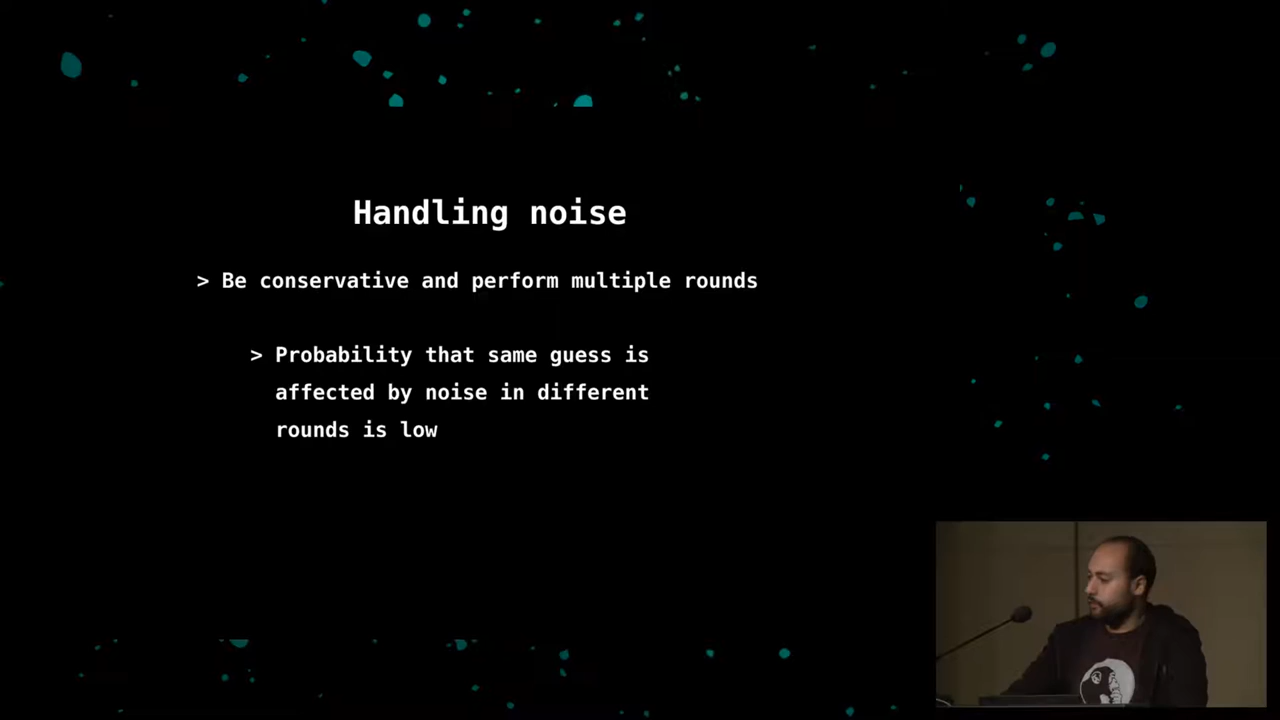 Handling noise
> Be conservative and perform multiple rounds
> Probability that same guess is
affected by noise in different
rounds is low